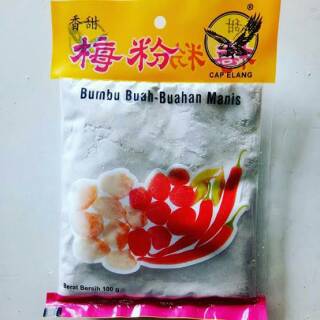 香甜 ®
梅粉
CAP ELANG
Bumbu Buah-Buahan Manis
Berat Bersih 100 g